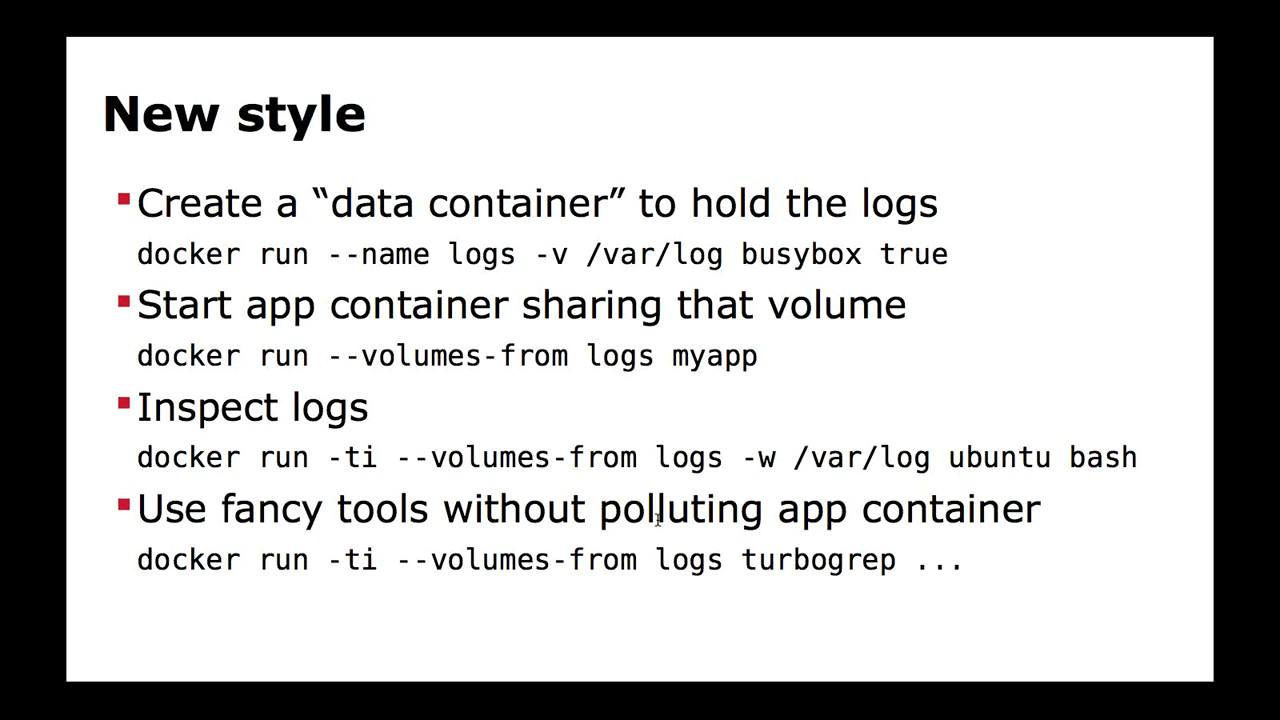 New style
Create a “data container” to hold the logs
docker run --name logs -v /var/log busybox true
Start app container sharing that volume
docker run --volumes-from logs myapp
Inspect logs
docker run -ti --volumes-from logs -w /var/log ubuntu bash
Use fancy tools without polluting app container
docker run -ti --volumes-from logs turbogrep ...